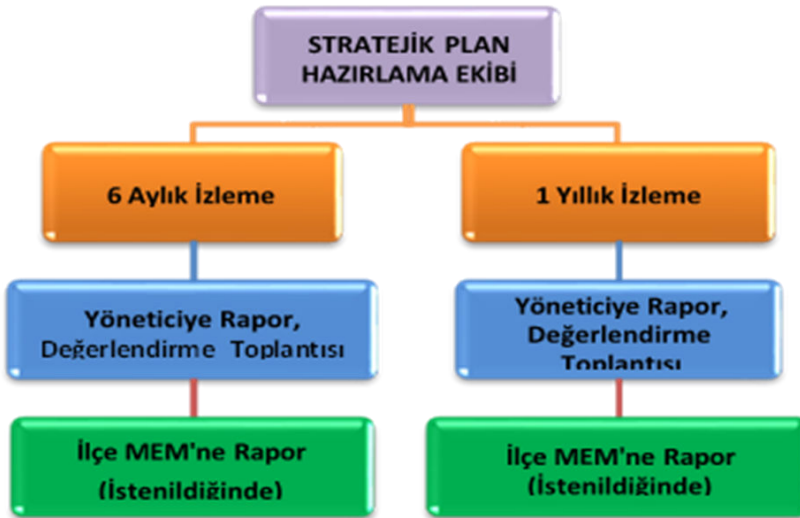 STRATEJİK PLAN
HAZIRLAMA EKİBİ
6 Aylık İzleme
1 Yıllık İzleme
Yöneticiye Rapor,
Değerlendirme Toplantısı
Yöneticiye Rapor,
Değerlendirme
Toplantısı
İlçe MEM'ne Rapor
(İstenildiğinde)
İlçe MEM'ne Rapor
(İstenildiğinde)